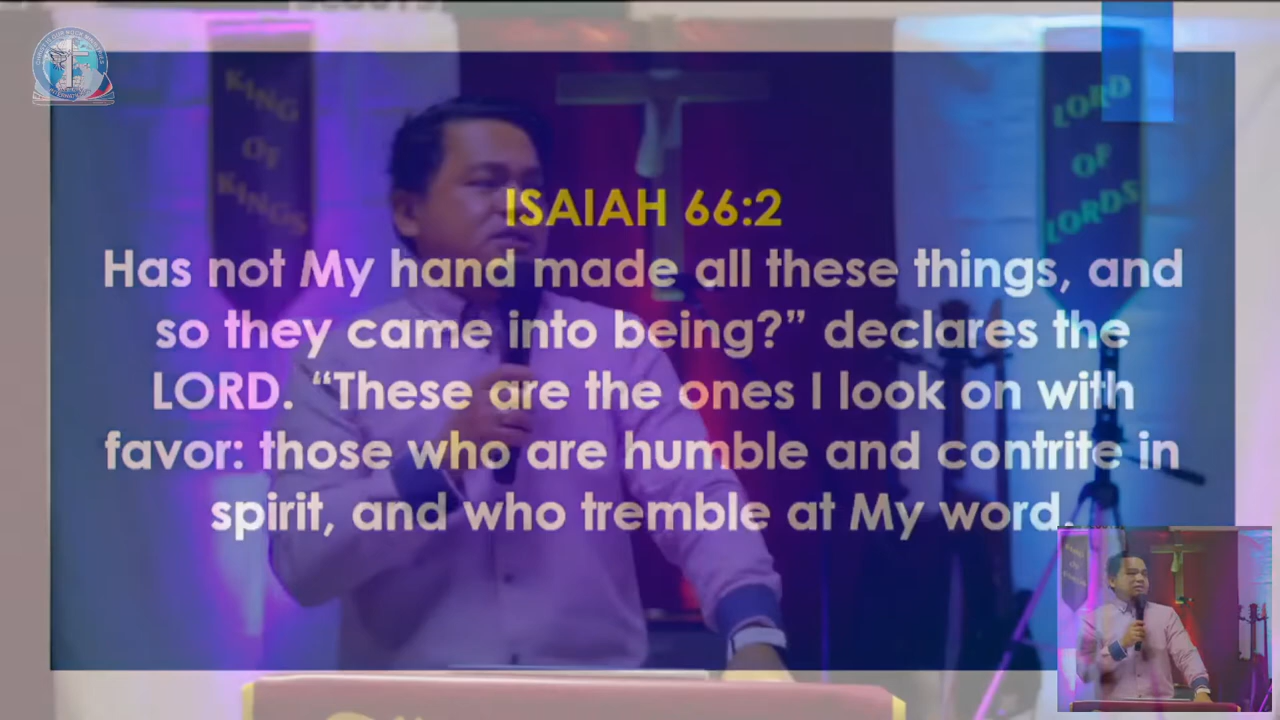 KING
OF
KINGS
LORD
OF
LORDS
ISAIAH 66:2
Has not My hand made all these things, and
so they came into being?” declares the
LORD. “These are the ones I look on with
favor: those who are humble and contrite in
spirit, and who tremble at My word.